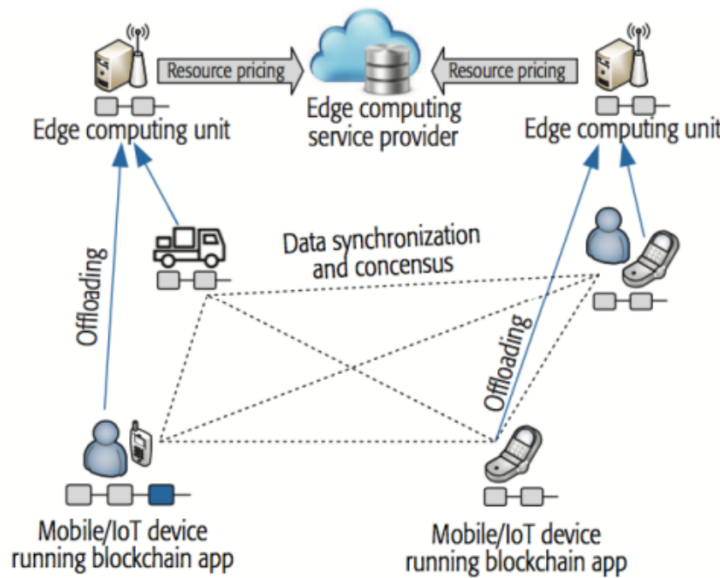 Resource pricing
Resource pricing
Edge computing unit
Edge computing
service provider
Edge computing unit
Offloading
Data synchronization
and concensus
Offloading
Mobile/IoT device
running blockchain app
Mobile/IoT device
running blockchain app